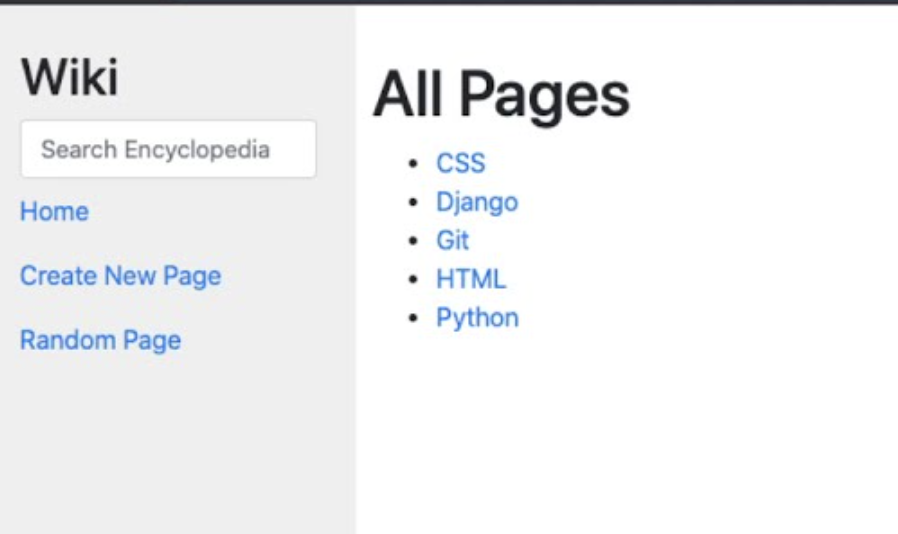 Wiki
Search Encyclopedia
Home
Create New Page
Random Page
All Pages
• CSS
• Django
• Git
• HTML
• Python